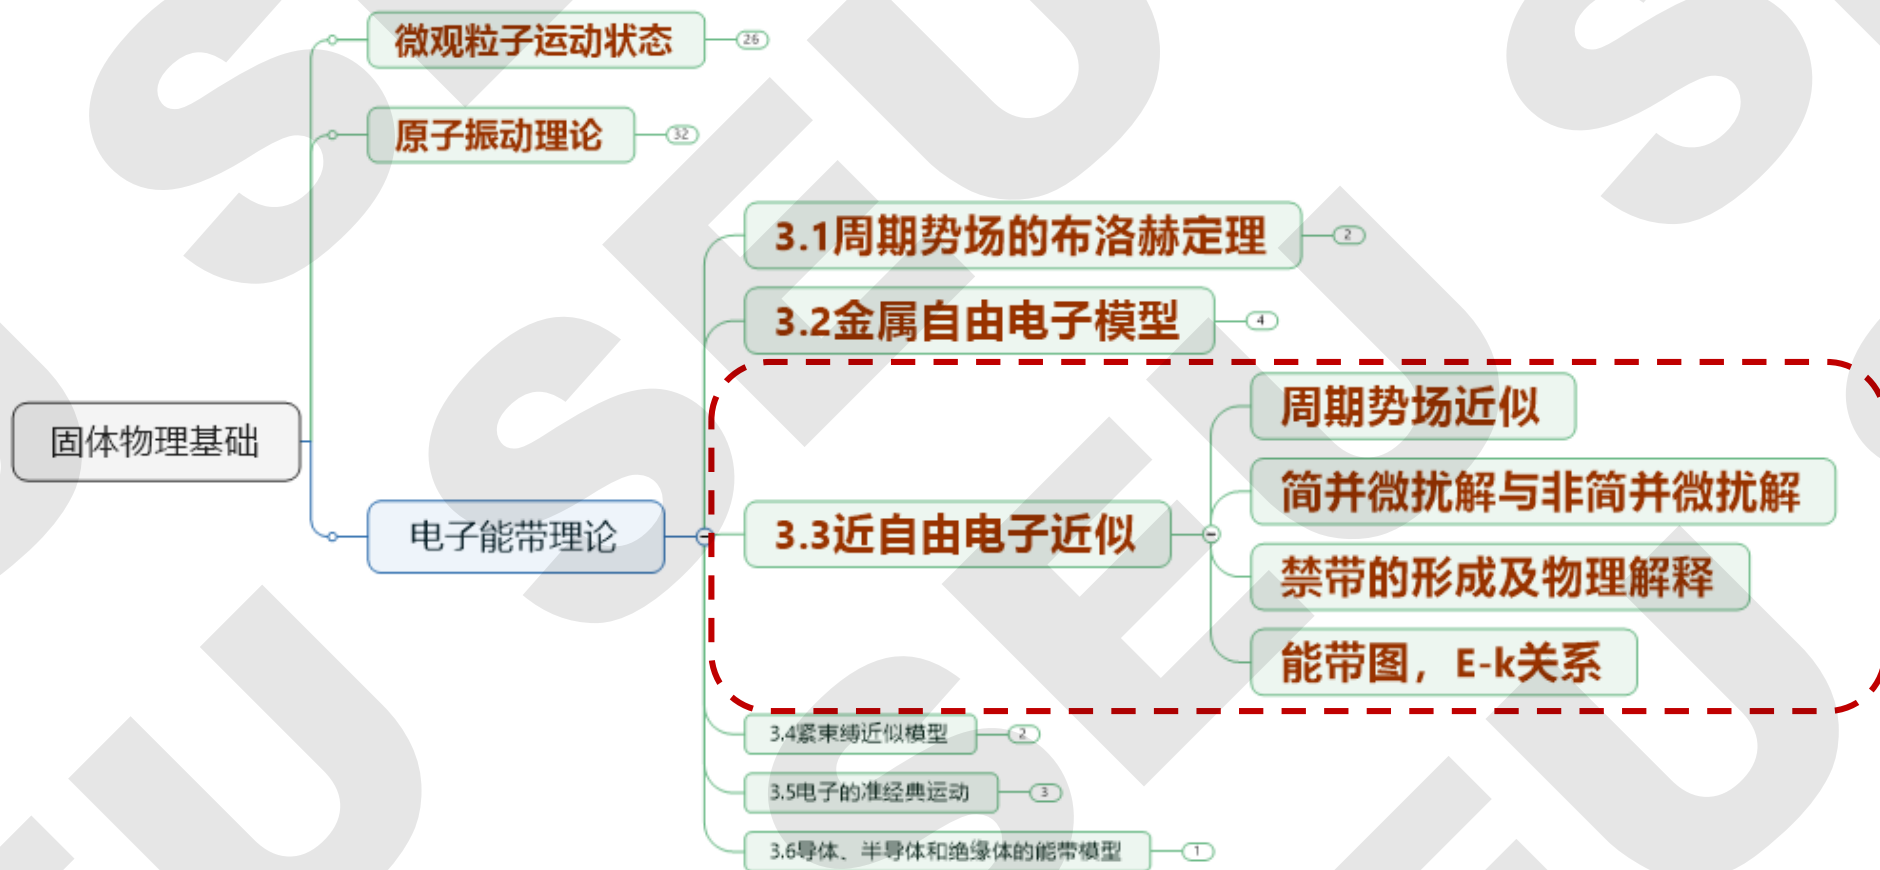 微观粒子运动状态
26
原子振动理论
32
3.1周期势场的布洛赫定理
2
3.2金属自由电子模型
4
固体物理基础
电子能带理论
3.3近自由电子近似
周期势场近似
简并微扰解与非简并微扰解
禁带的形成及物理解释
能带图，E-k关系
3.4紧束缚近似模型
2
3.5电子的准经典运动
3
3.6导体、半导体和绝缘体的能带模型
1
SEU
SEU
SEU